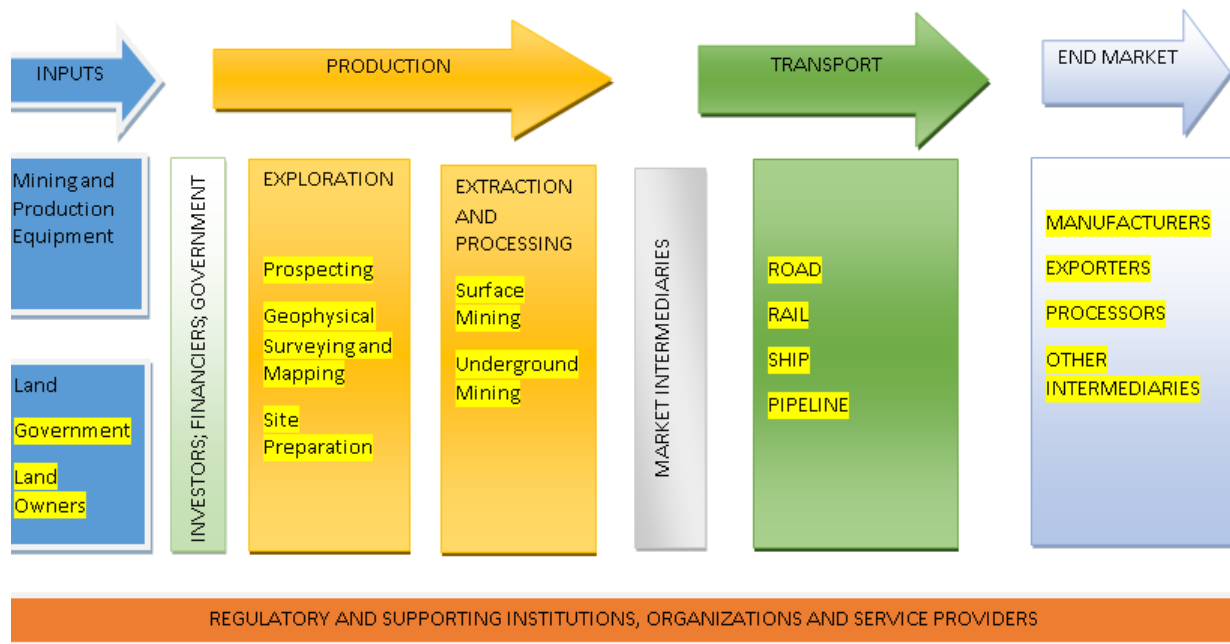 INPUTS
PRODUCTION
TRANSPORT
END MARKET
Mining and
Production
Equipment
Land
Government
Land
Owners
INVESTORS; FINANCIERS; GOVERNMENT
EXPLORATION
Prospecting
Geophysical
Surveying and
Mapping
Site
Preparation
EXTRACTION
AND
PROCESSING
Surface
Mining
Underground
Mining
MARKET INTERMEDIARIES
ROAD
RAIL
SHIP
PIPELINE
MANUFACTURERS
EXPORTERS
PROCESSORS
OTHER
INTERMEDIARIES
REGULATORY AND SUPPORTING INSTITUTIONS, ORGANIZATIONS AND SERVICE PROVIDERS